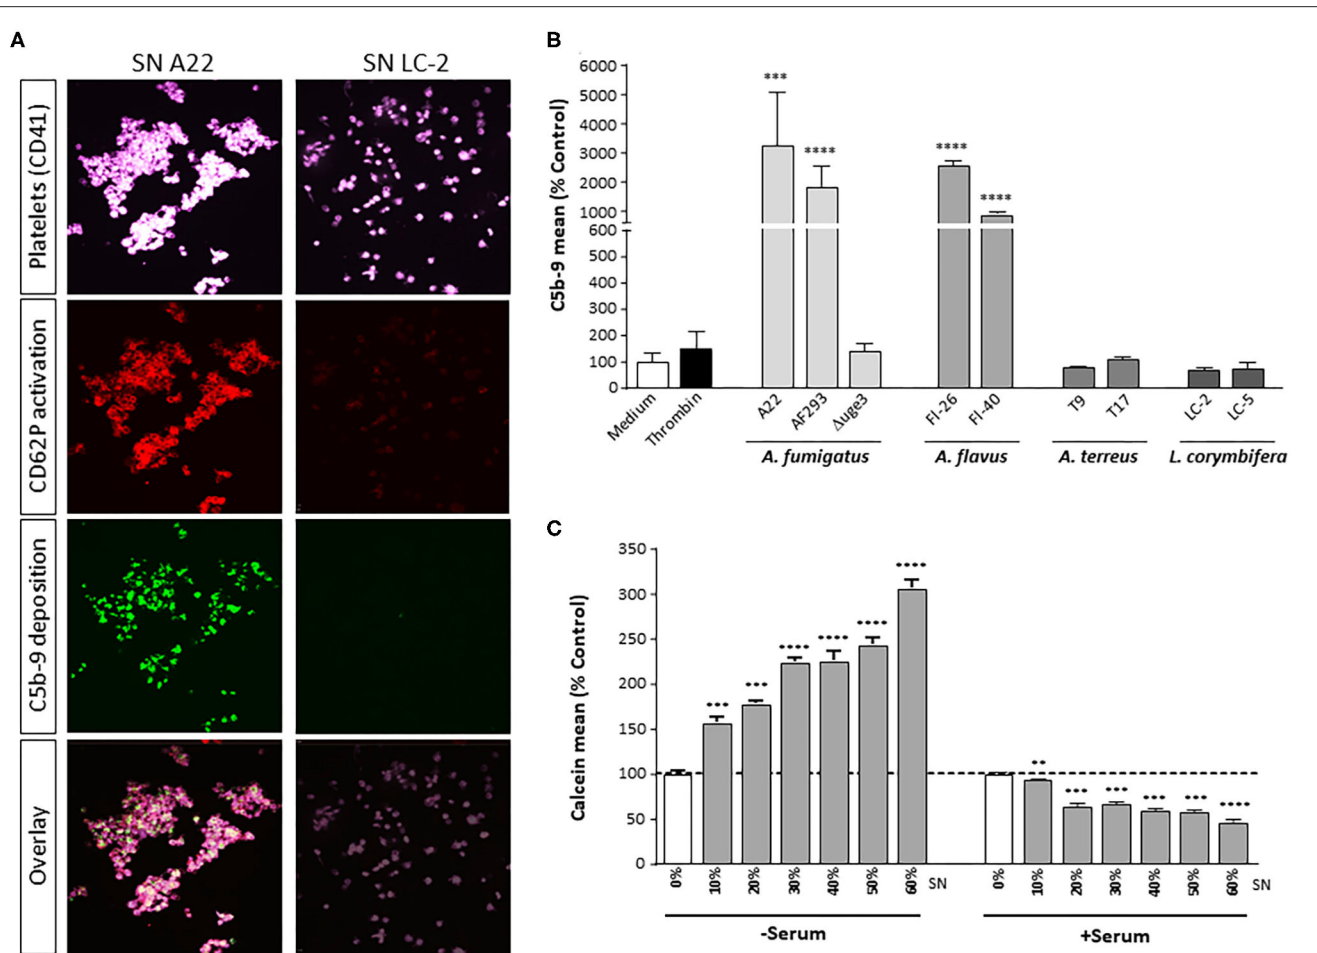 A
SN A22
SN LC-2
Platelets (CD41)
CD62P activation
C5b-9 deposition
Overlay
B
C5b-9 mean (% Control)
6000
5000
4000
3000
2000
1000
600
500
400
300
200
100
0
***
****
****
****
Medium
Thrombin
A22
AF293
Δuge3
Fl-26
Fl-40
T9
T17
LC-2
LC-5
A. fumigatus
A. flavus
A. terreus
L. corymbifera
C
Calcein mean (% Control)
350
300
250
200
150
100
50
0
***
***
****
****
****
****
**
***
***
***
***
****
0%
10%
20%
30%
40%
50%
60%
SN
0%
10%
20%
30%
40%
50%
60%
SN
-Serum
+Serum